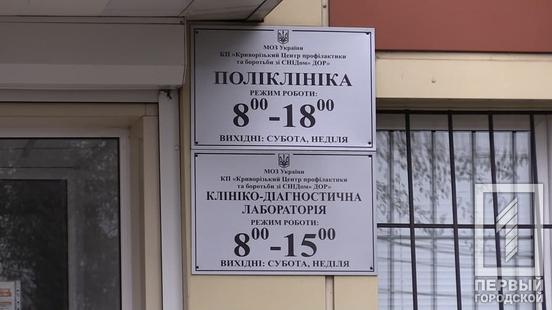 МОЗ України
КП «Криворізький Центр профілактики
та боротьби зі СНІДом» ДОР»
ПОЛІКЛІНІКА
РЕЖИМ РОБОТИ:
8⁰⁰-18⁰⁰
ВИХІДНІ: СУБОТА, НЕДІЛЯ
МОЗ України
КП «Криворізький Центр профілактики
та боротьби зі СНІДом» ДОР»
КЛІНІКО-ДІАГНОСТИЧНА
ЛАБОРАТОРІЯ
РЕЖИМ РОБОТИ:
8⁰⁰-15⁰⁰
ВИХІДНІ: СУБОТА, НЕДІЛЯ
ПЕРВЫЙ
ГОРОДСКОЙ